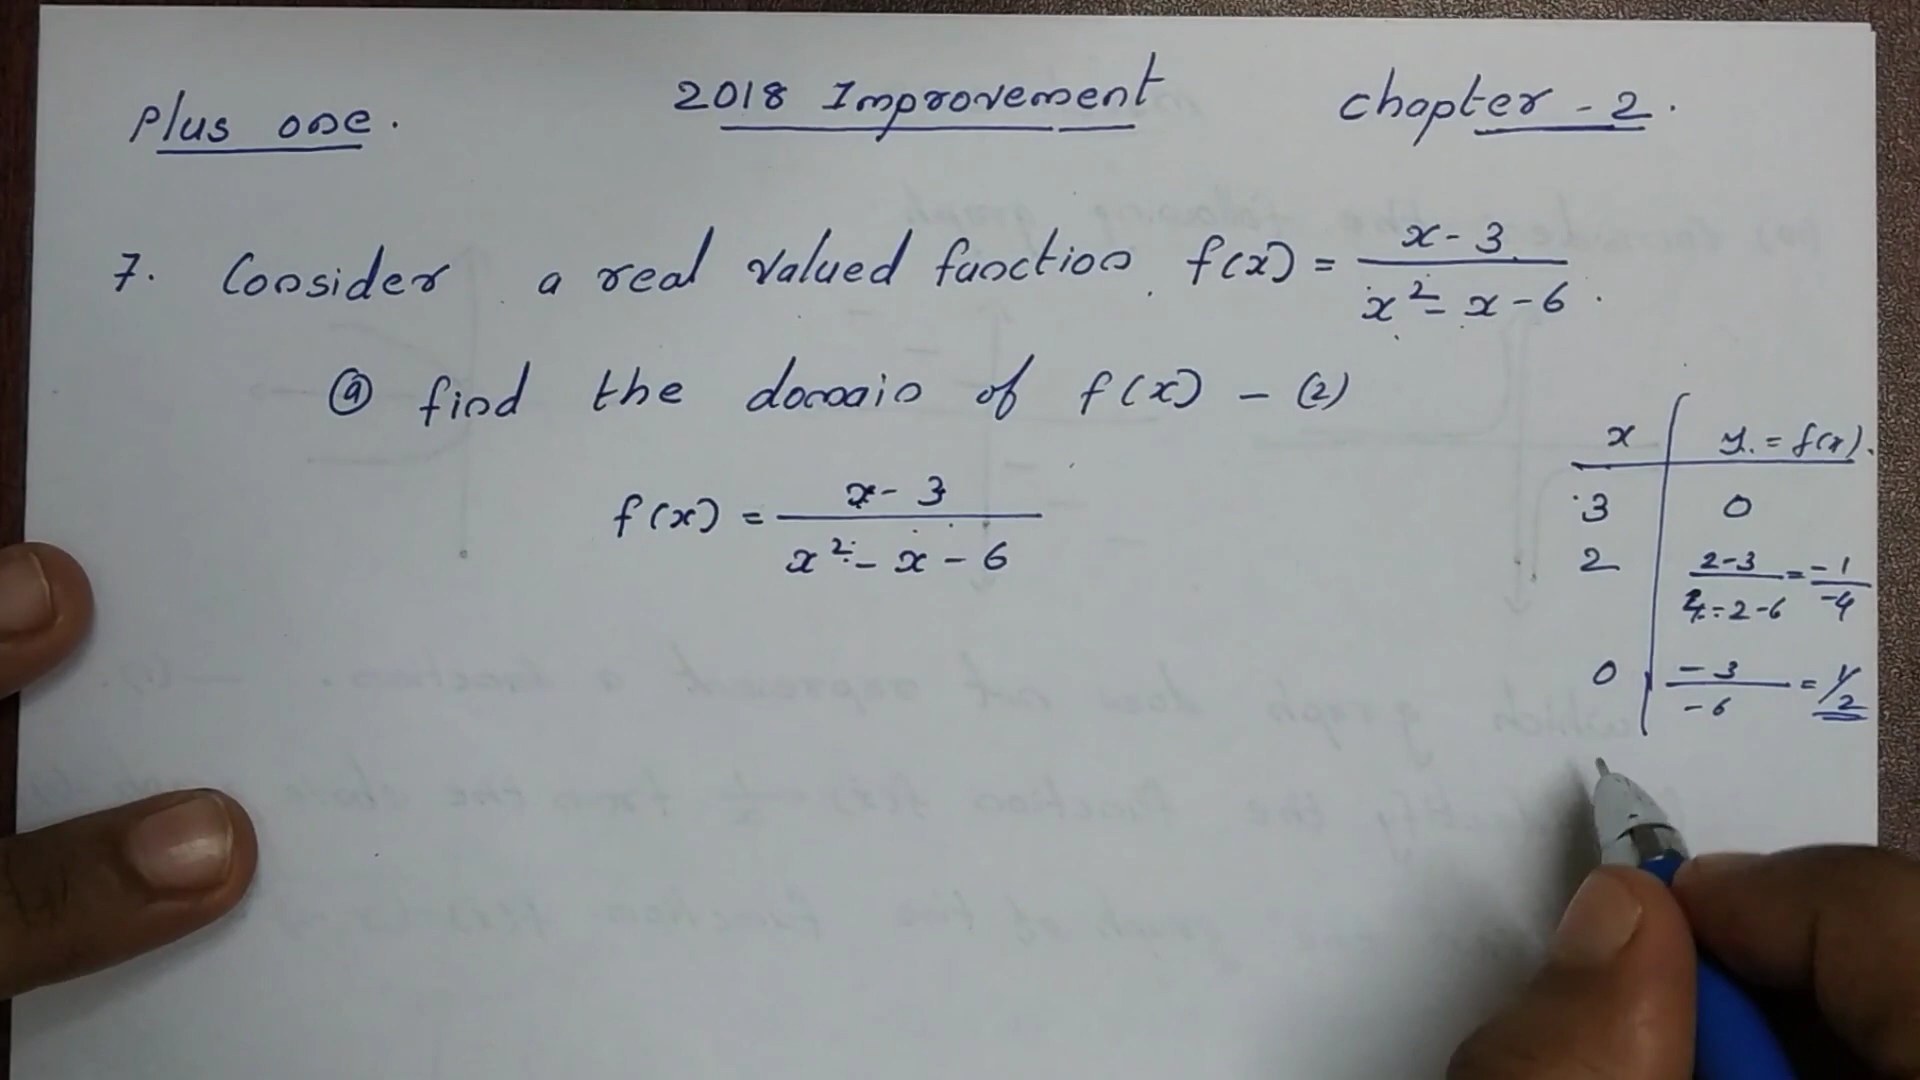 Plus one. 2018 Improvement chapter - 2.
7. Consider a real valued function f(x) = x - 3 / x² - x - 6 .
(a) find the domain of f(x) - (2)
f(x) = x - 3 / x² - x - 6
x | y = f(x).
3 | 0
2 | 2-3 / 4-2-6 = -1 / -4
0 | -3 / -6 = 1/2